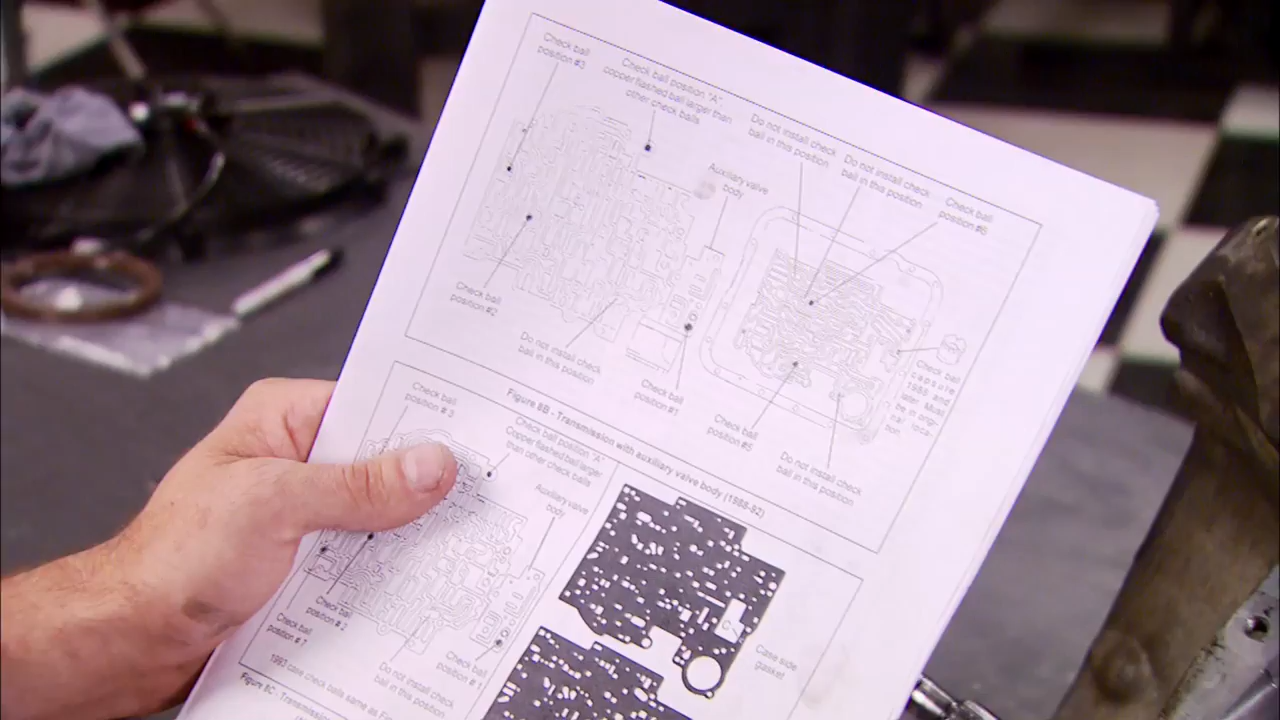 Check ball
position #3
Check ball position "A"
copper flashed ball larger than
other check balls
Do not install check
ball in this position
Do not install check
ball in this position
Check ball
position #6
Auxiliary valve
body
Check ball
position #2
Do not install check
ball in this position
Check ball
position #1
Check ball
position #5
Do not install check
ball in this position
Check ball
capsule
1989 and
later. Must
be in orig-
inal loca-
tion
Figure 8B - Transmission with auxiliary valve body (1988-92)
Check ball
position # 3
Check ball position "A"
Copper flashed ball larger
than other check balls
Auxiliary valve
body
Check ball
position # 2
Check ball
position # 7
Do not install check
ball in this position
Check ball
position # 1
Case side
gasket
1993 case check balls same as
Figure 8C - Transmission